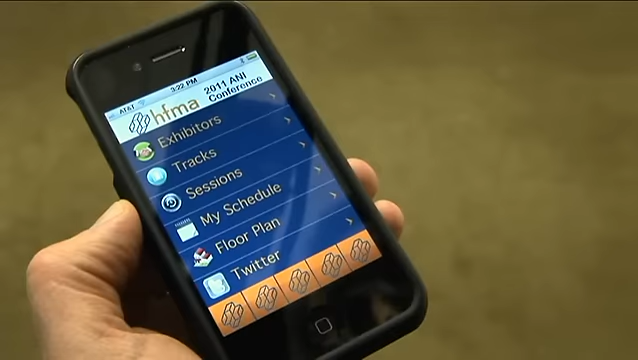 AT&T 3:22 PM
hfma 2011 ANI
Conference
Exhibitors
Tracks
Sessions
My Schedule
Floor Plan
Twitter